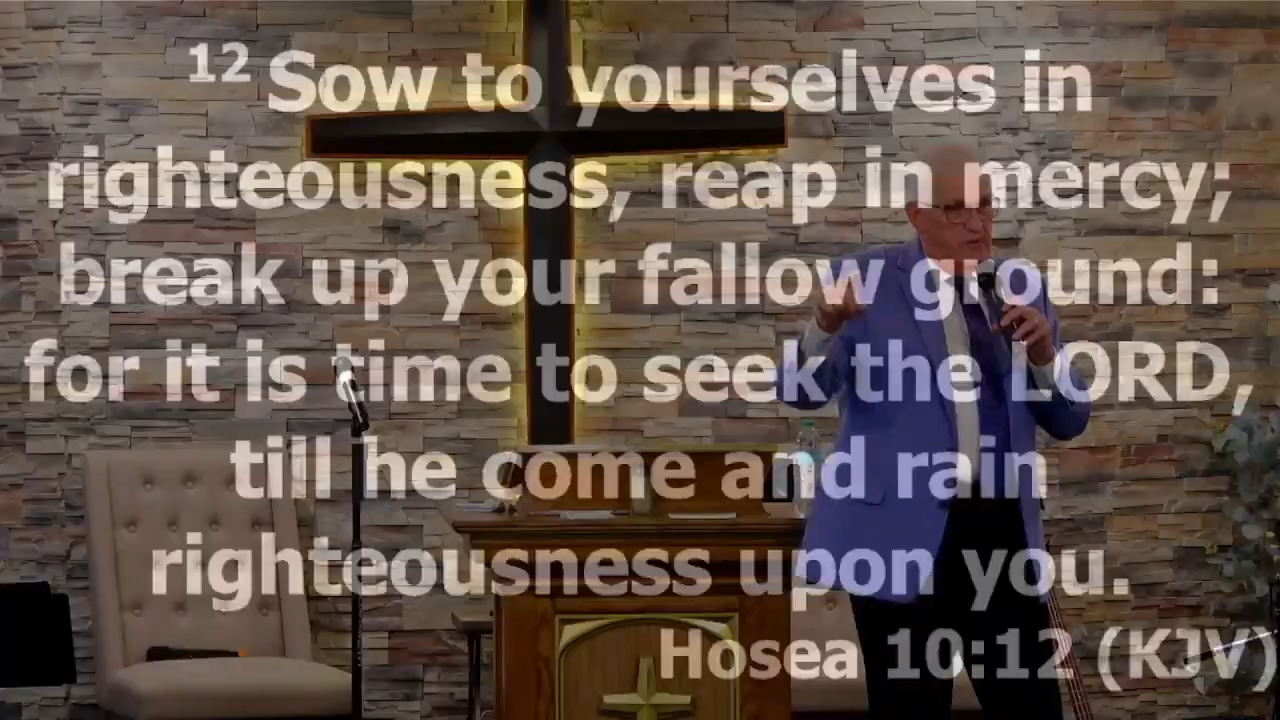 12 Sow to yourselves in
righteousness, reap in mercy;
break up your fallow ground:
for it is time to seek the LORD,
till he come and rain
righteousness upon you.
Hosea 10:12 (KJV)